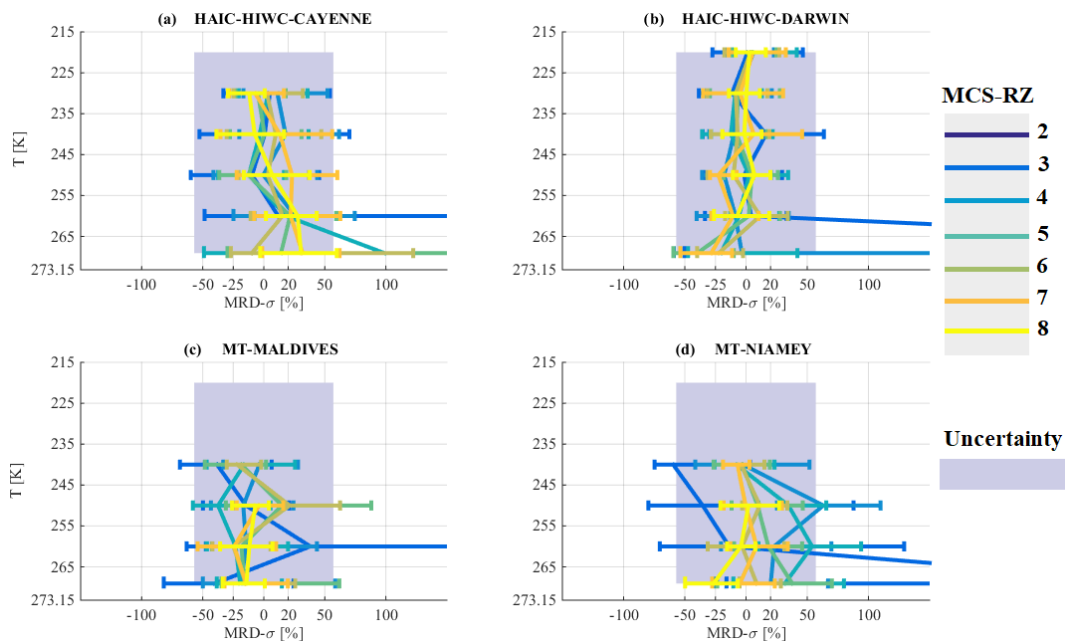 (a) HAIC-HIWC-CAYENNE
(b) HAIC-HIWC-DARWIN
215
225
235
245
255
265
273.15
T [K]
-100 -50 -25 0 20 50 100
MRD-σ [%]
215
225
235
245
255
265
273.15
-100 -50 -25 0 20 50 100
MRD-σ [%]
MCS-RZ
2
3
4
5
6
7
8
Uncertainty
(c) MT-MALDIVES
(d) MT-NIAMEY
215
225
235
245
255
265
273.15
T [K]
-100 -50 -25 0 20 50 100
MRD-σ [%]
215
225
235
245
255
265
273.15
-100 -50 -25 0 20 50 100
MRD-σ [%]